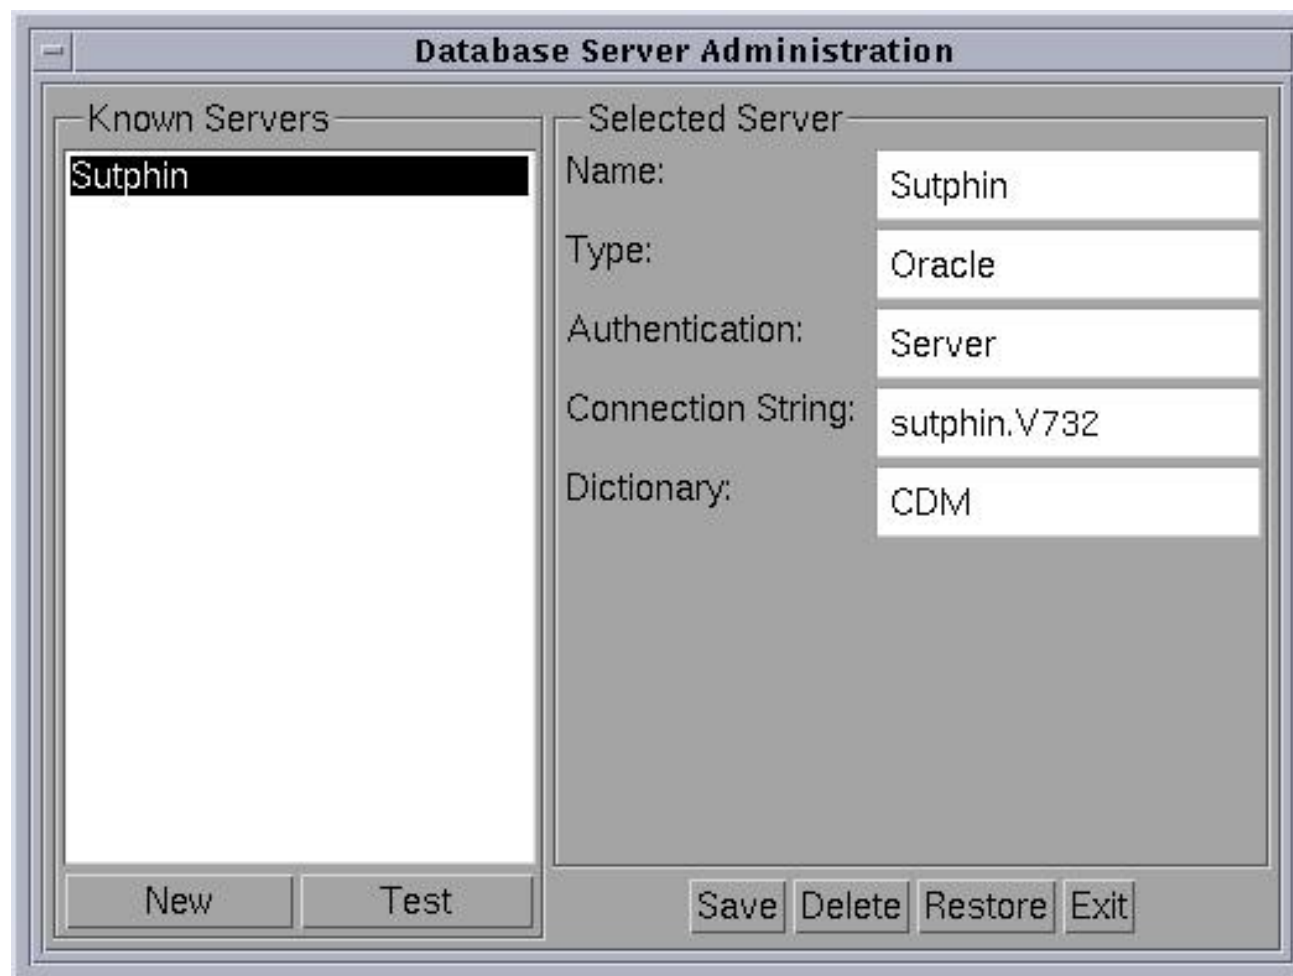 Database Server Administration
Known Servers
Sutphin
New Test
Selected Server
Name: Sutphin
Type: Oracle
Authentication: Server
Connection String: sutphin.V732
Dictionary: CDM
Save Delete Restore Exit